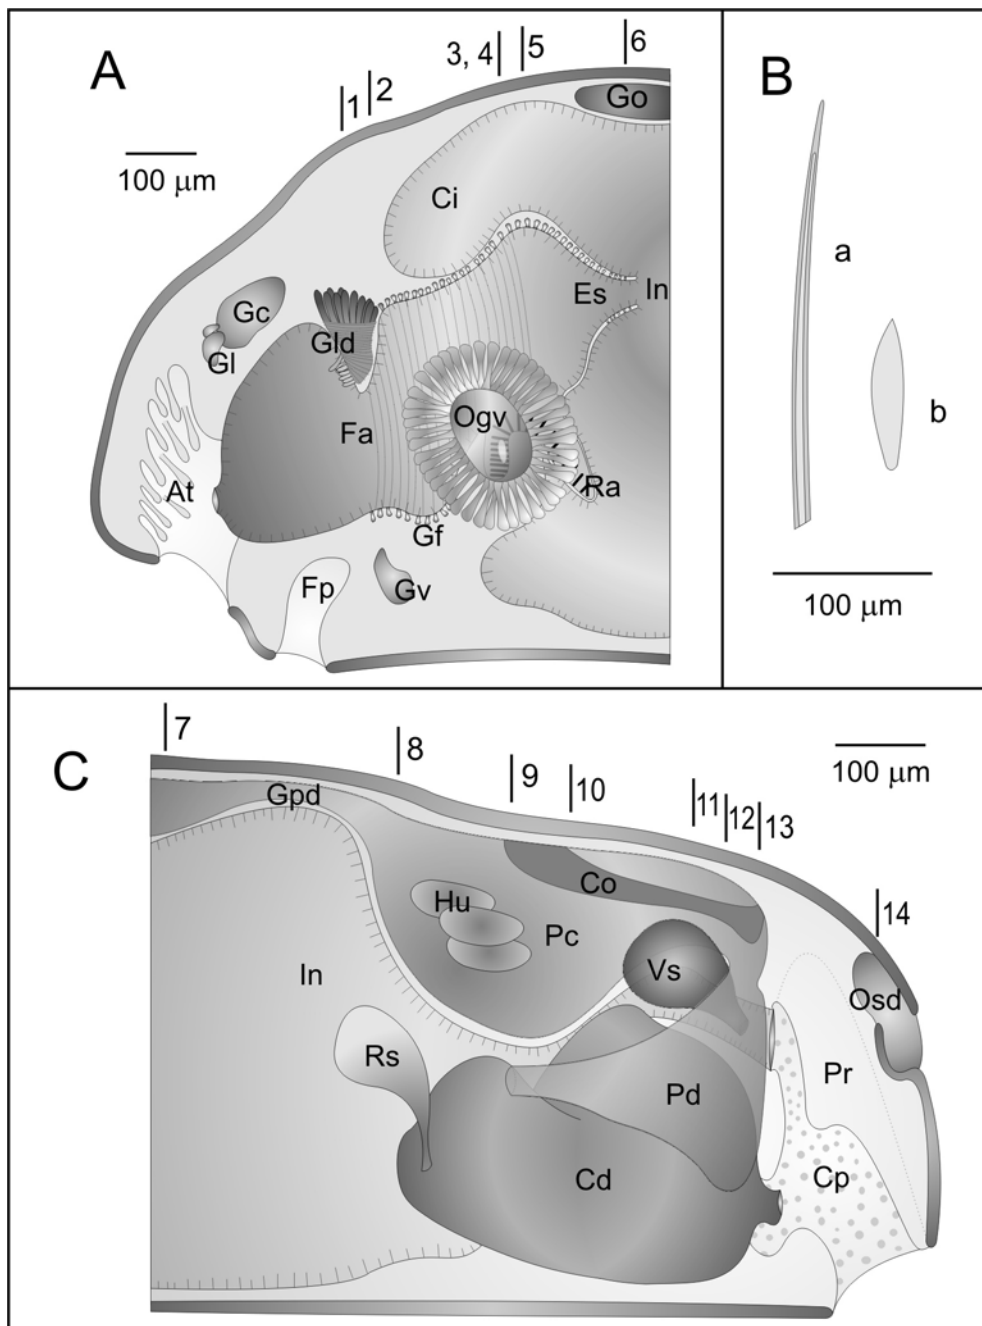 A
1
2
3, 4
5
6
100 μm
Go
Ci
Es
In
Gc
Gl
Gld
Fa
Ogv
Ra
At
Gf
Fp
Gv
B
a
b
100 μm
C
7
8
9
10
11
12
13
14
100 μm
Gpd
Co
Hu
Pc
Vs
In
Osd
Rs
Pd
Pr
Cd
Cp